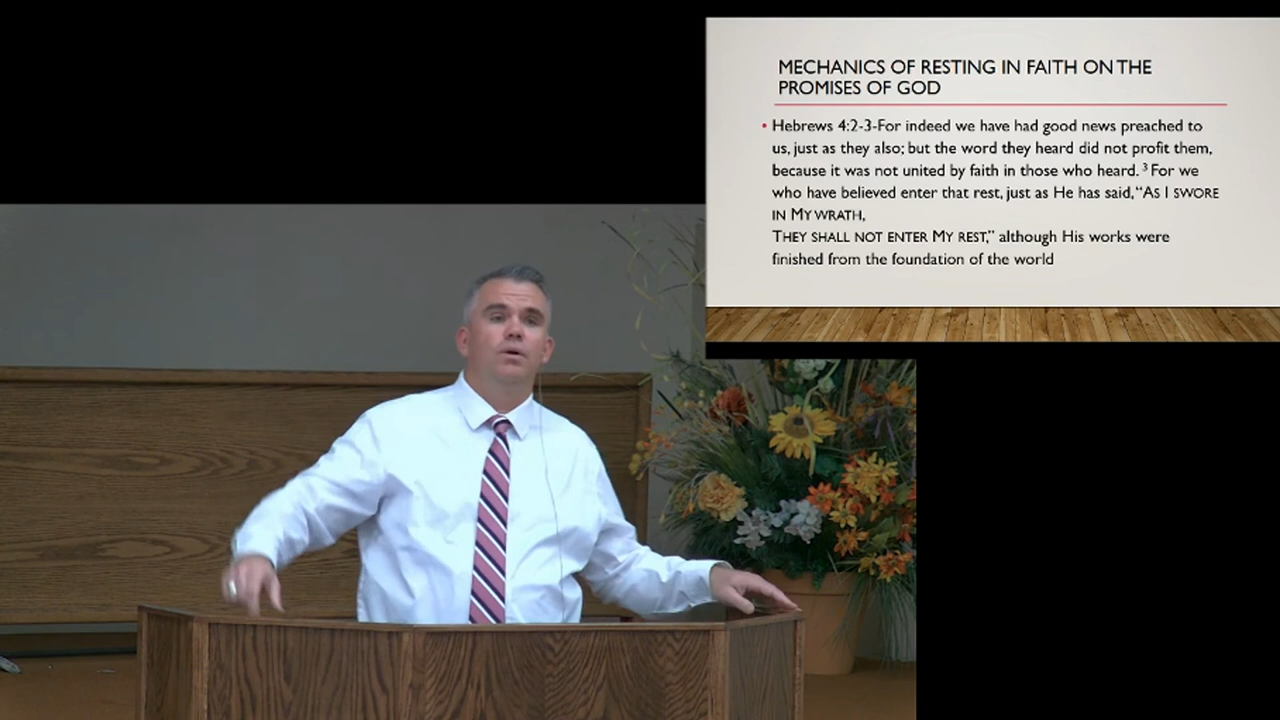 MECHANICS OF RESTING IN FAITH ON THE
PROMISES OF GOD
• Hebrews 4:2-3-For indeed we have had good news preached to
us, just as they also; but the word they heard did not profit them,
because it was not united by faith in those who heard. ³ For we
who have believed enter that rest, just as He has said, “AS I SWORE
IN MY WRATH,
THEY SHALL NOT ENTER MY REST,” although His works were
finished from the foundation of the world